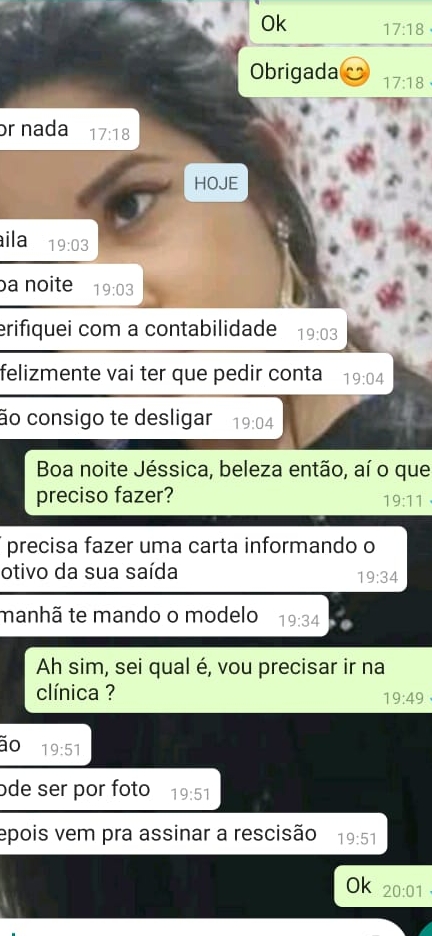 Ok 17:18
Obrigada😊 17:18
or nada 17:18
HOJE
aila 19:03
oa noite 19:03
erifiquei com a contabilidade 19:03
felizmente vai ter que pedir conta 19:04
ão consigo te desligar 19:04
Boa noite Jéssica, beleza então, aí o que
preciso fazer? 19:11
precisa fazer uma carta informando o
otivo da sua saída 19:34
manhã te mando o modelo 19:34
Ah sim, sei qual é, vou precisar ir na
clínica ? 19:49
ão 19:51
ode ser por foto 19:51
epois vem pra assinar a rescisão 19:51
Ok 20:01